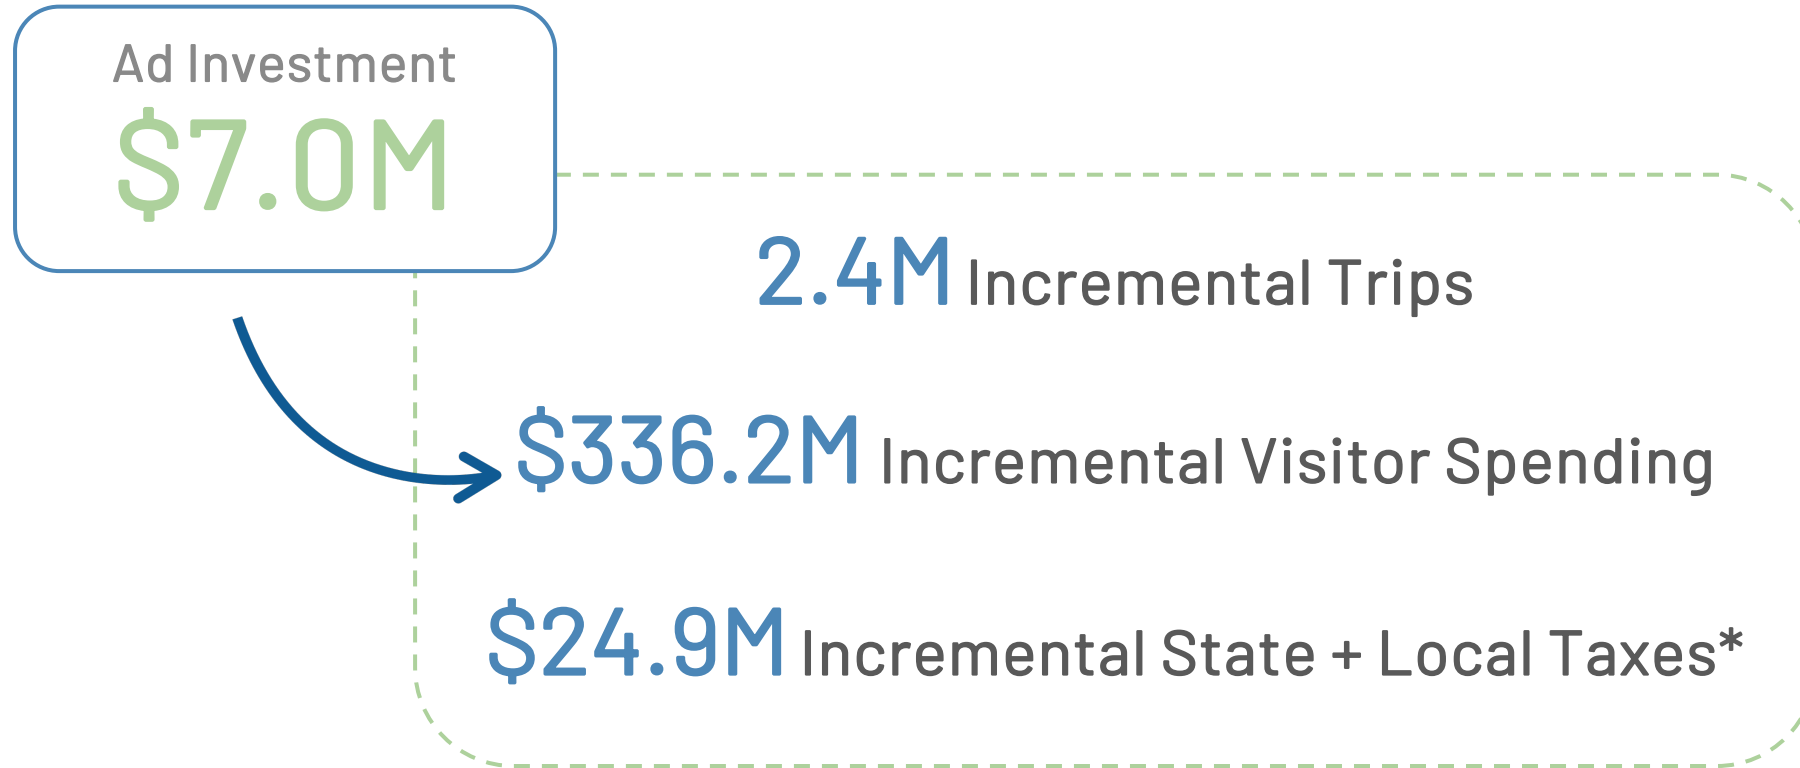 Ad Investment
$7.0M
2.4M Incremental Trips
$336.2M Incremental Visitor Spending
$24.9M Incremental State + Local Taxes*